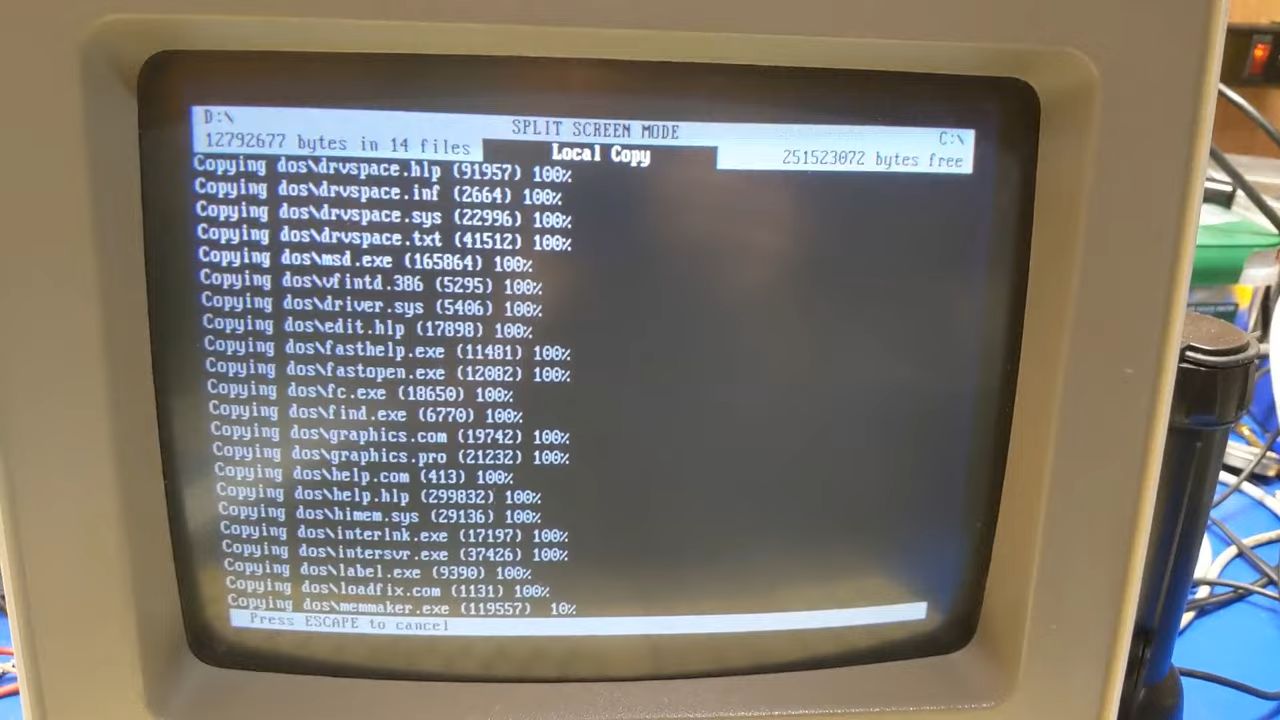 D:\ SPLIT SCREEN MODE C:\
12792677 bytes in 14 files Local Copy 251523072 bytes free
Copying dos\drvspace.hlp (91957) 100%
Copying dos\drvspace.inf (2664) 100%
Copying dos\drvspace.sys (22996) 100%
Copying dos\drvspace.txt (41512) 100%
Copying dos\msd.exe (165864) 100%
Copying dos\vfintd.386 (5295) 100%
Copying dos\driver.sys (5406) 100%
Copying dos\edit.hlp (17898) 100%
Copying dos\fasthelp.exe (11481) 100%
Copying dos\fastopen.exe (12082) 100%
Copying dos\fc.exe (18650) 100%
Copying dos\find.exe (6770) 100%
Copying dos\graphics.com (19742) 100%
Copying dos\graphics.pro (21232) 100%
Copying dos\help.com (413) 100%
Copying dos\help.hlp (299832) 100%
Copying dos\himem.sys (29136) 100%
Copying dos\interlnk.exe (17197) 100%
Copying dos\intersvr.exe (37426) 100%
Copying dos\label.exe (9390) 100%
Copying dos\loadfix.com (1131) 100%
Copying dos\memmaker.exe (119557) 10%
Press ESCAPE to cancel